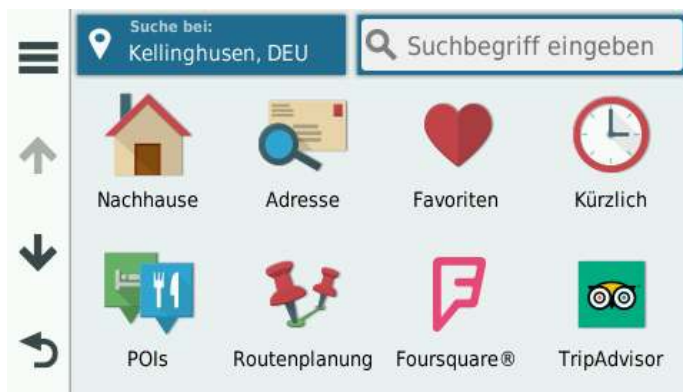 Suche bei:
Kellinghusen, DEU
Suchbegriff eingeben
Nachhause
Adresse
Favoriten
Kürzlich
POIs
Routenplanung
Foursquare®
TripAdvisor